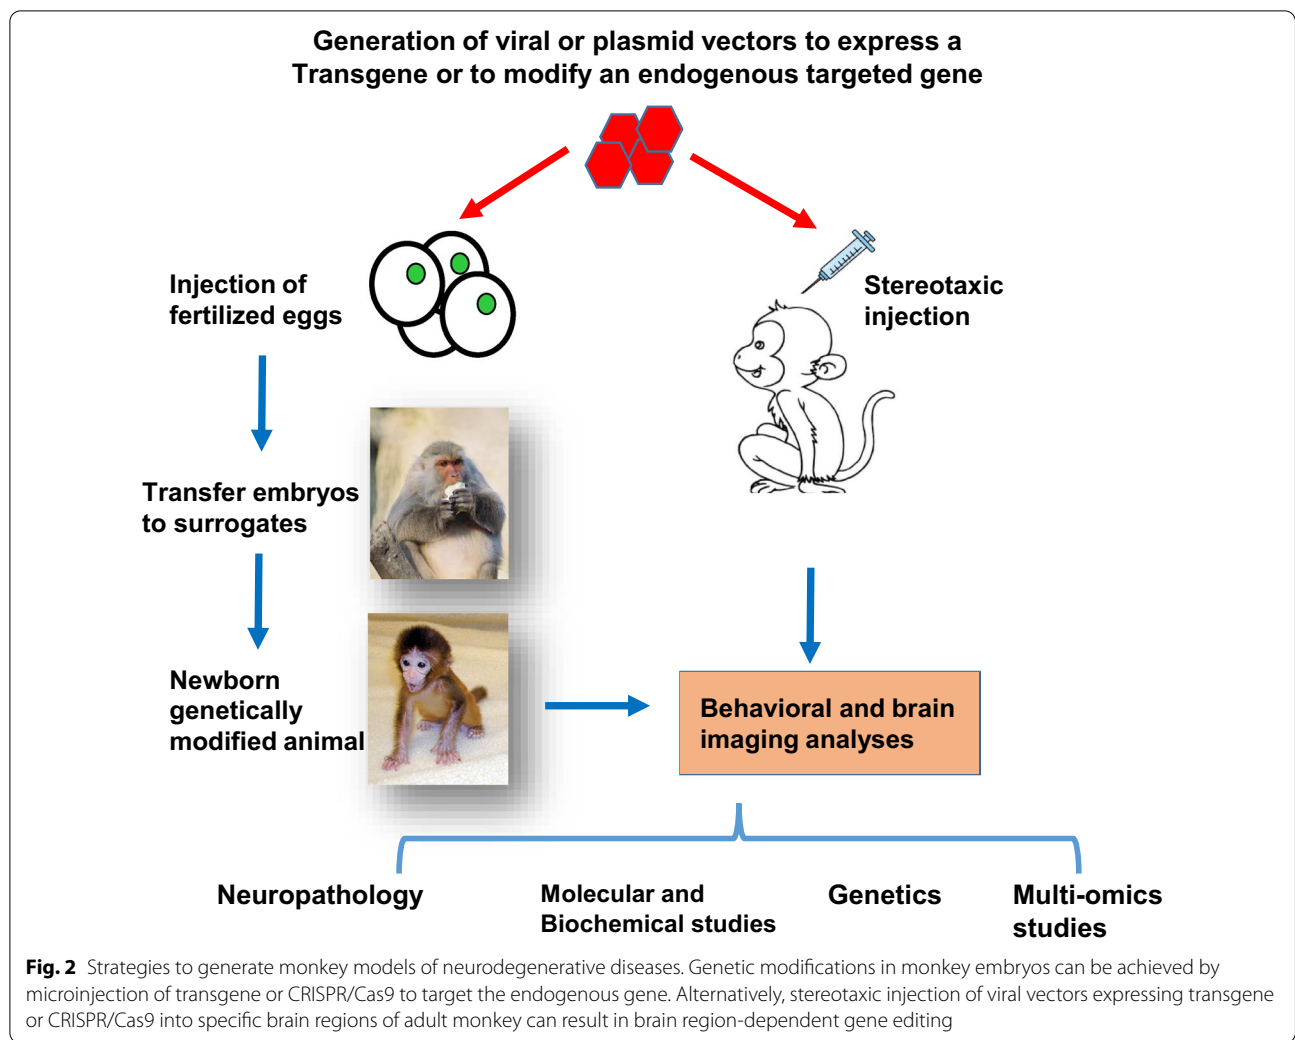 Generation of viral or plasmid vectors to express a
Transgene or to modify an endogenous targeted gene
Injection of
fertilized eggs
Stereotaxic
injection
Transfer embryos
to surrogates
Newborn
genetically
modified animal
Behavioral and brain
imaging analyses
Neuropathology
Molecular and
Biochemical studies
Genetics
Multi-omics
studies
Fig. 2 Strategies to generate monkey models of neurodegenerative diseases. Genetic modifications in monkey embryos can be achieved by
microinjection of transgene or CRISPR/Cas9 to target the endogenous gene. Alternatively, stereotaxic injection of viral vectors expressing transgene
or CRISPR/Cas9 into specific brain regions of adult monkey can result in brain region-dependent gene editing